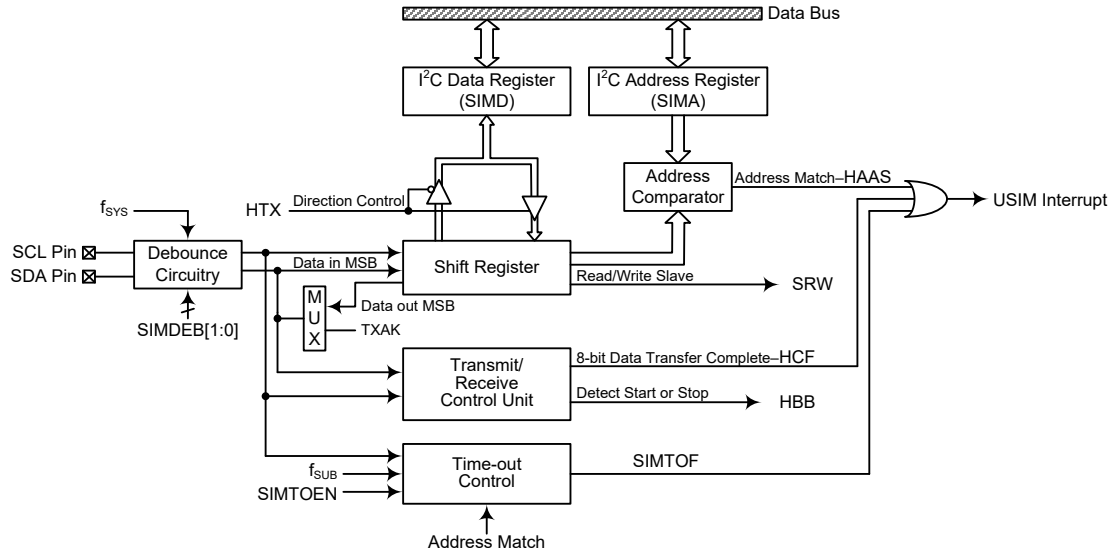 Data Bus
I²C Data Register
(SIMD)
I²C Address Register
(SIMA)
Address
Comparator
Address Match–HAAS
USIM Interrupt
HTX
Direction Control
fSYS
SCL Pin
SDA Pin
Debounce
Circuitry
SIMDEB[1:0]
Data in MSB
Shift Register
Read/Write Slave
SRW
M
U
X
Data out MSB
TXAK
Transmit/
Receive
Control Unit
8-bit Data Transfer Complete–HCF
Detect Start or Stop
HBB
fSUB
SIMTOEN
Time-out
Control
SIMTOF
Address Match